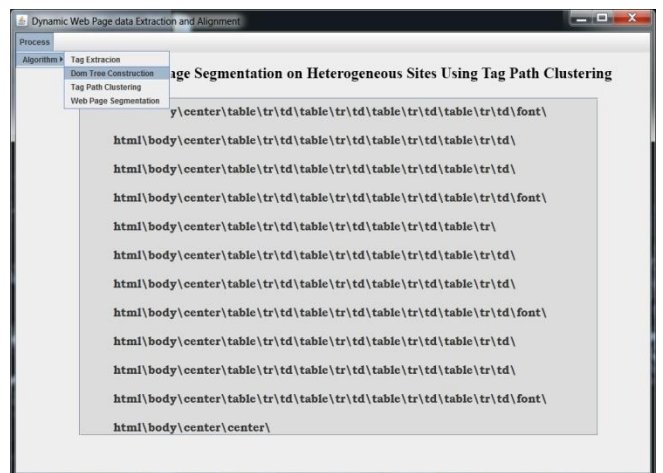 Dynamic Web Page data Extraction and Alignment
Process
Algorithm
Tag Extracion
Dom Tree Construction
Tag Path Clustering
Web Page Segmentation
age Segmentation on Heterogeneous Sites Using Tag Path Clustering
y\center\table\tr\td\table\tr\td\table\tr\td\table\tr\td\font\
html\body\center\table\tr\td\table\tr\td\table\tr\td\table\tr\td\
html\body\center\table\tr\td\table\tr\td\table\tr\td\table\tr\td\
html\body\center\table\tr\td\table\tr\td\table\tr\td\table\tr\td\font\
html\body\center\table\tr\td\table\tr\td\table\tr\td\table\tr\
html\body\center\table\tr\td\table\tr\td\table\tr\td\table\tr\td\
html\body\center\table\tr\td\table\tr\td\table\tr\td\table\tr\td\
html\body\center\table\tr\td\table\tr\td\table\tr\td\table\tr\td\font\
html\body\center\table\tr\td\table\tr\td\table\tr\td\table\tr\td\
html\body\center\table\tr\td\table\tr\td\table\tr\td\table\tr\td\
html\body\center\table\tr\td\table\tr\td\table\tr\td\table\tr\td\font\
html\body\center\center\